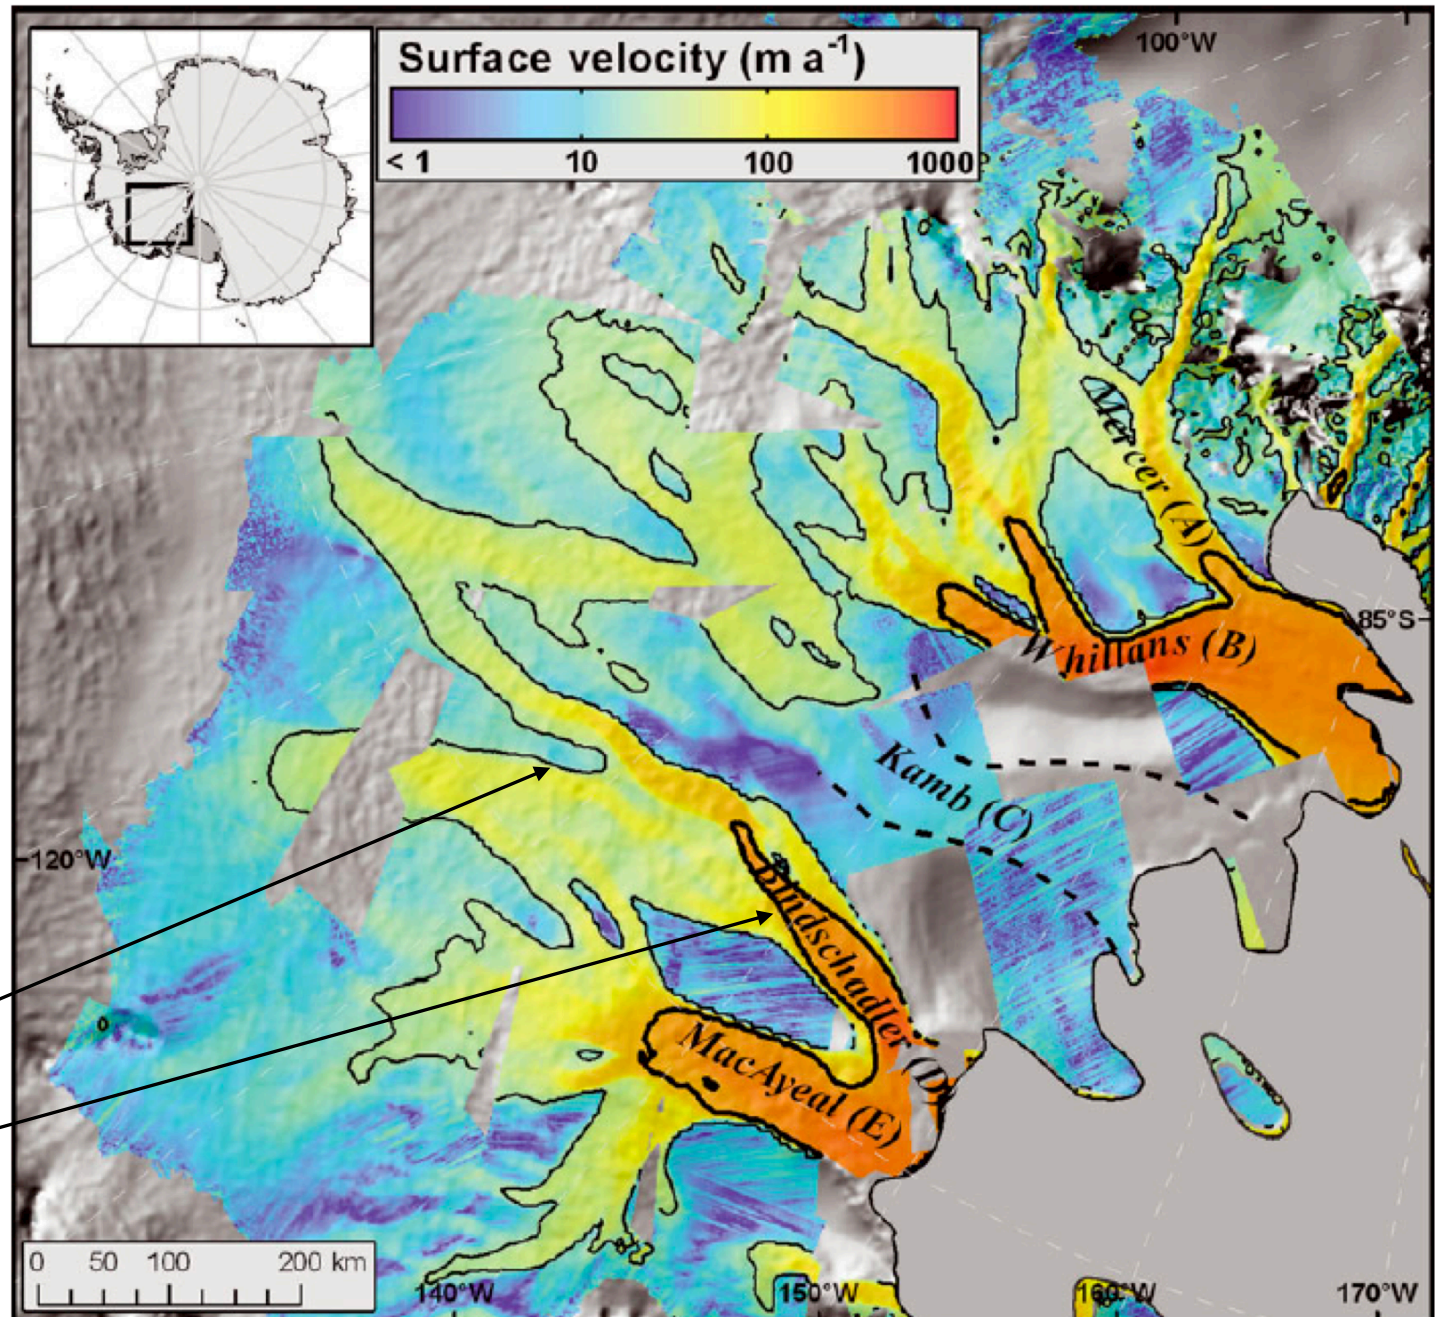 Surface velocity (m a-1)
< 1 10 100 1000
100°W
Mercer (A)
85°S
Whillans (B)
Kamb (C)
120°W
Bindschadler (D)
MacAyeal (E)
0 50 100 200 km
140°W 150°W 160°W 170°W